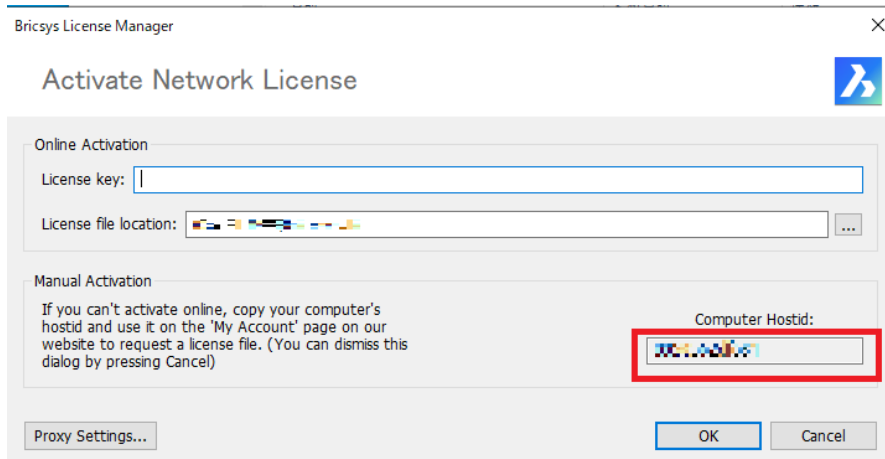 Bricsys License Manager
Activate Network License
Online Activation
License key:
License file location:
...
Manual Activation
If you can't activate online, copy your computer's
hostid and use it on the 'My Account' page on our
website to request a license file. (You can dismiss this
dialog by pressing Cancel)
Computer Hostid:
Proxy Settings...
OK
Cancel